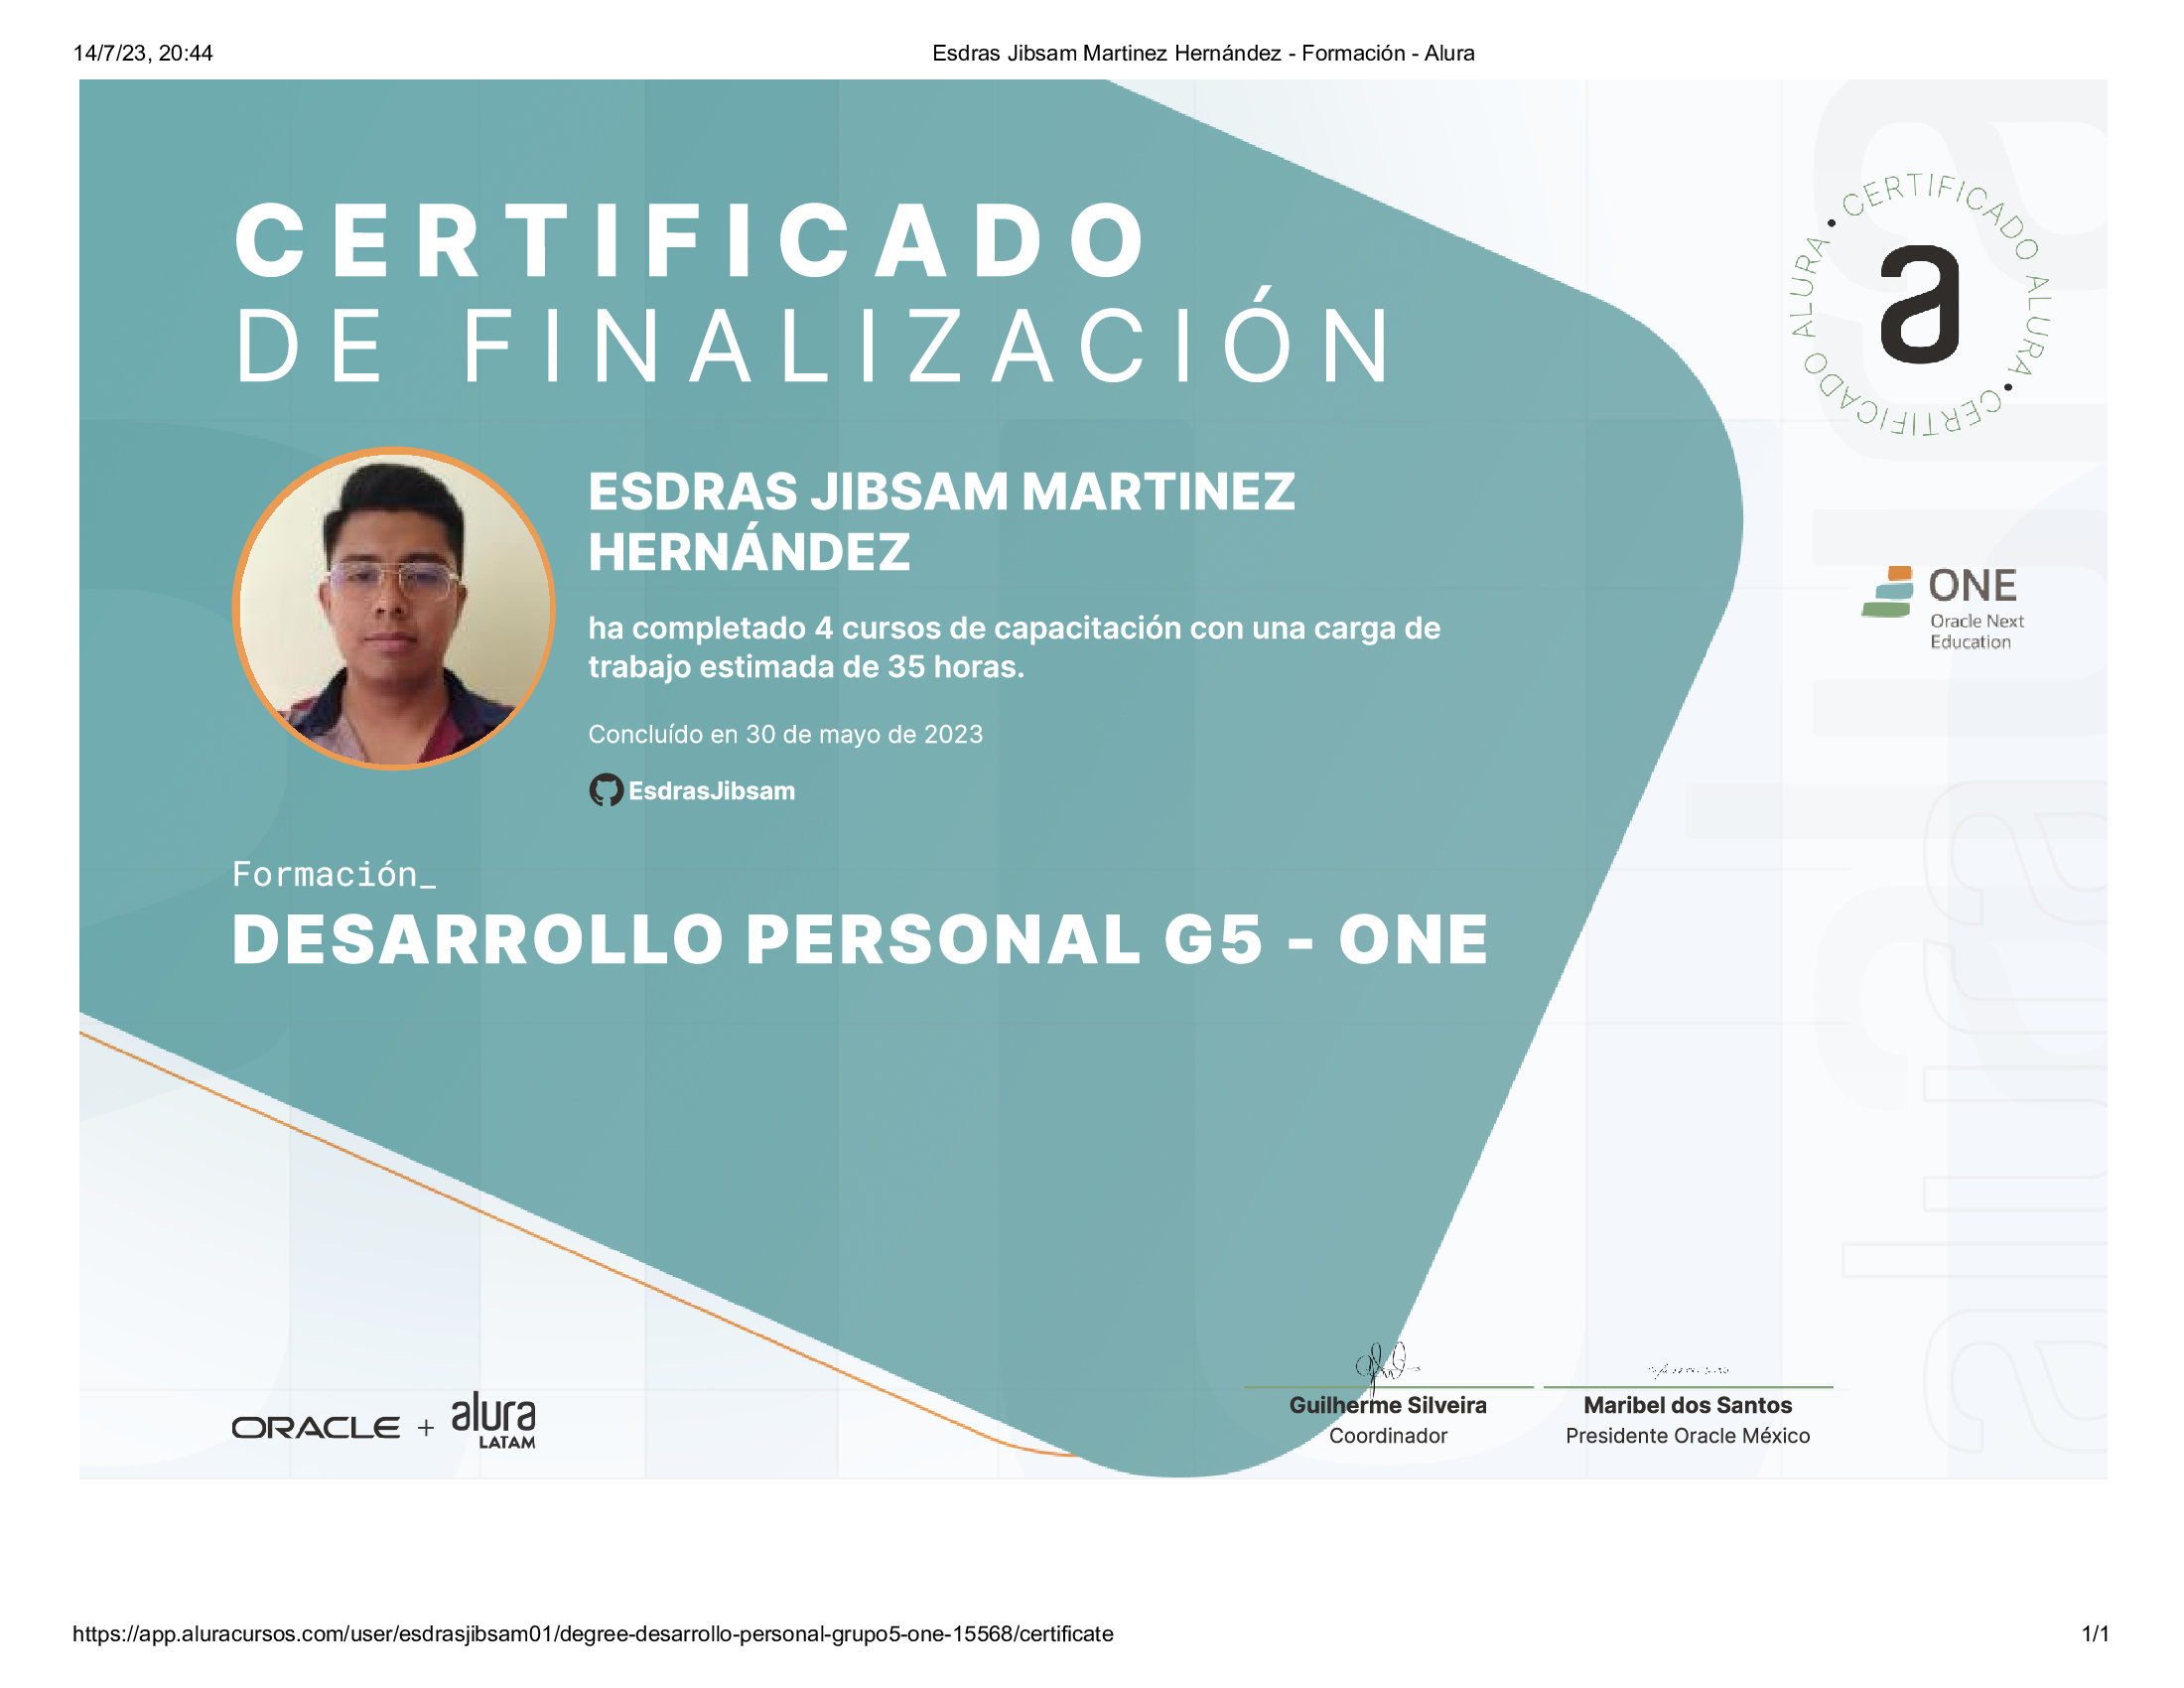 14/7/23, 20:44
Esdras Jibsam Martinez Hernández - Formación - Alura
CERTIFICADO
DE FINALIZACIÓN
• CERTIFICADO ALURA • CERTIFICADO ALURA
a
ESDRAS JIBSAM MARTINEZ
HERNÁNDEZ
ONE
Oracle Next
Education
ha completado 4 cursos de capacitación con una carga de
trabajo estimada de 35 horas.
Concluído en 30 de mayo de 2023
EsdrasJibsam
Formación_
DESARROLLO PERSONAL G5 - ONE
alura
ORACLE + alura
LATAM
Guilherme Silveira
Coordinador
Maribel dos Santos
Presidente Oracle México
https://app.aluracursos.com/user/esdrasjibsam01/degree-desarrollo-personal-grupo5-one-15568/certificate
1/1